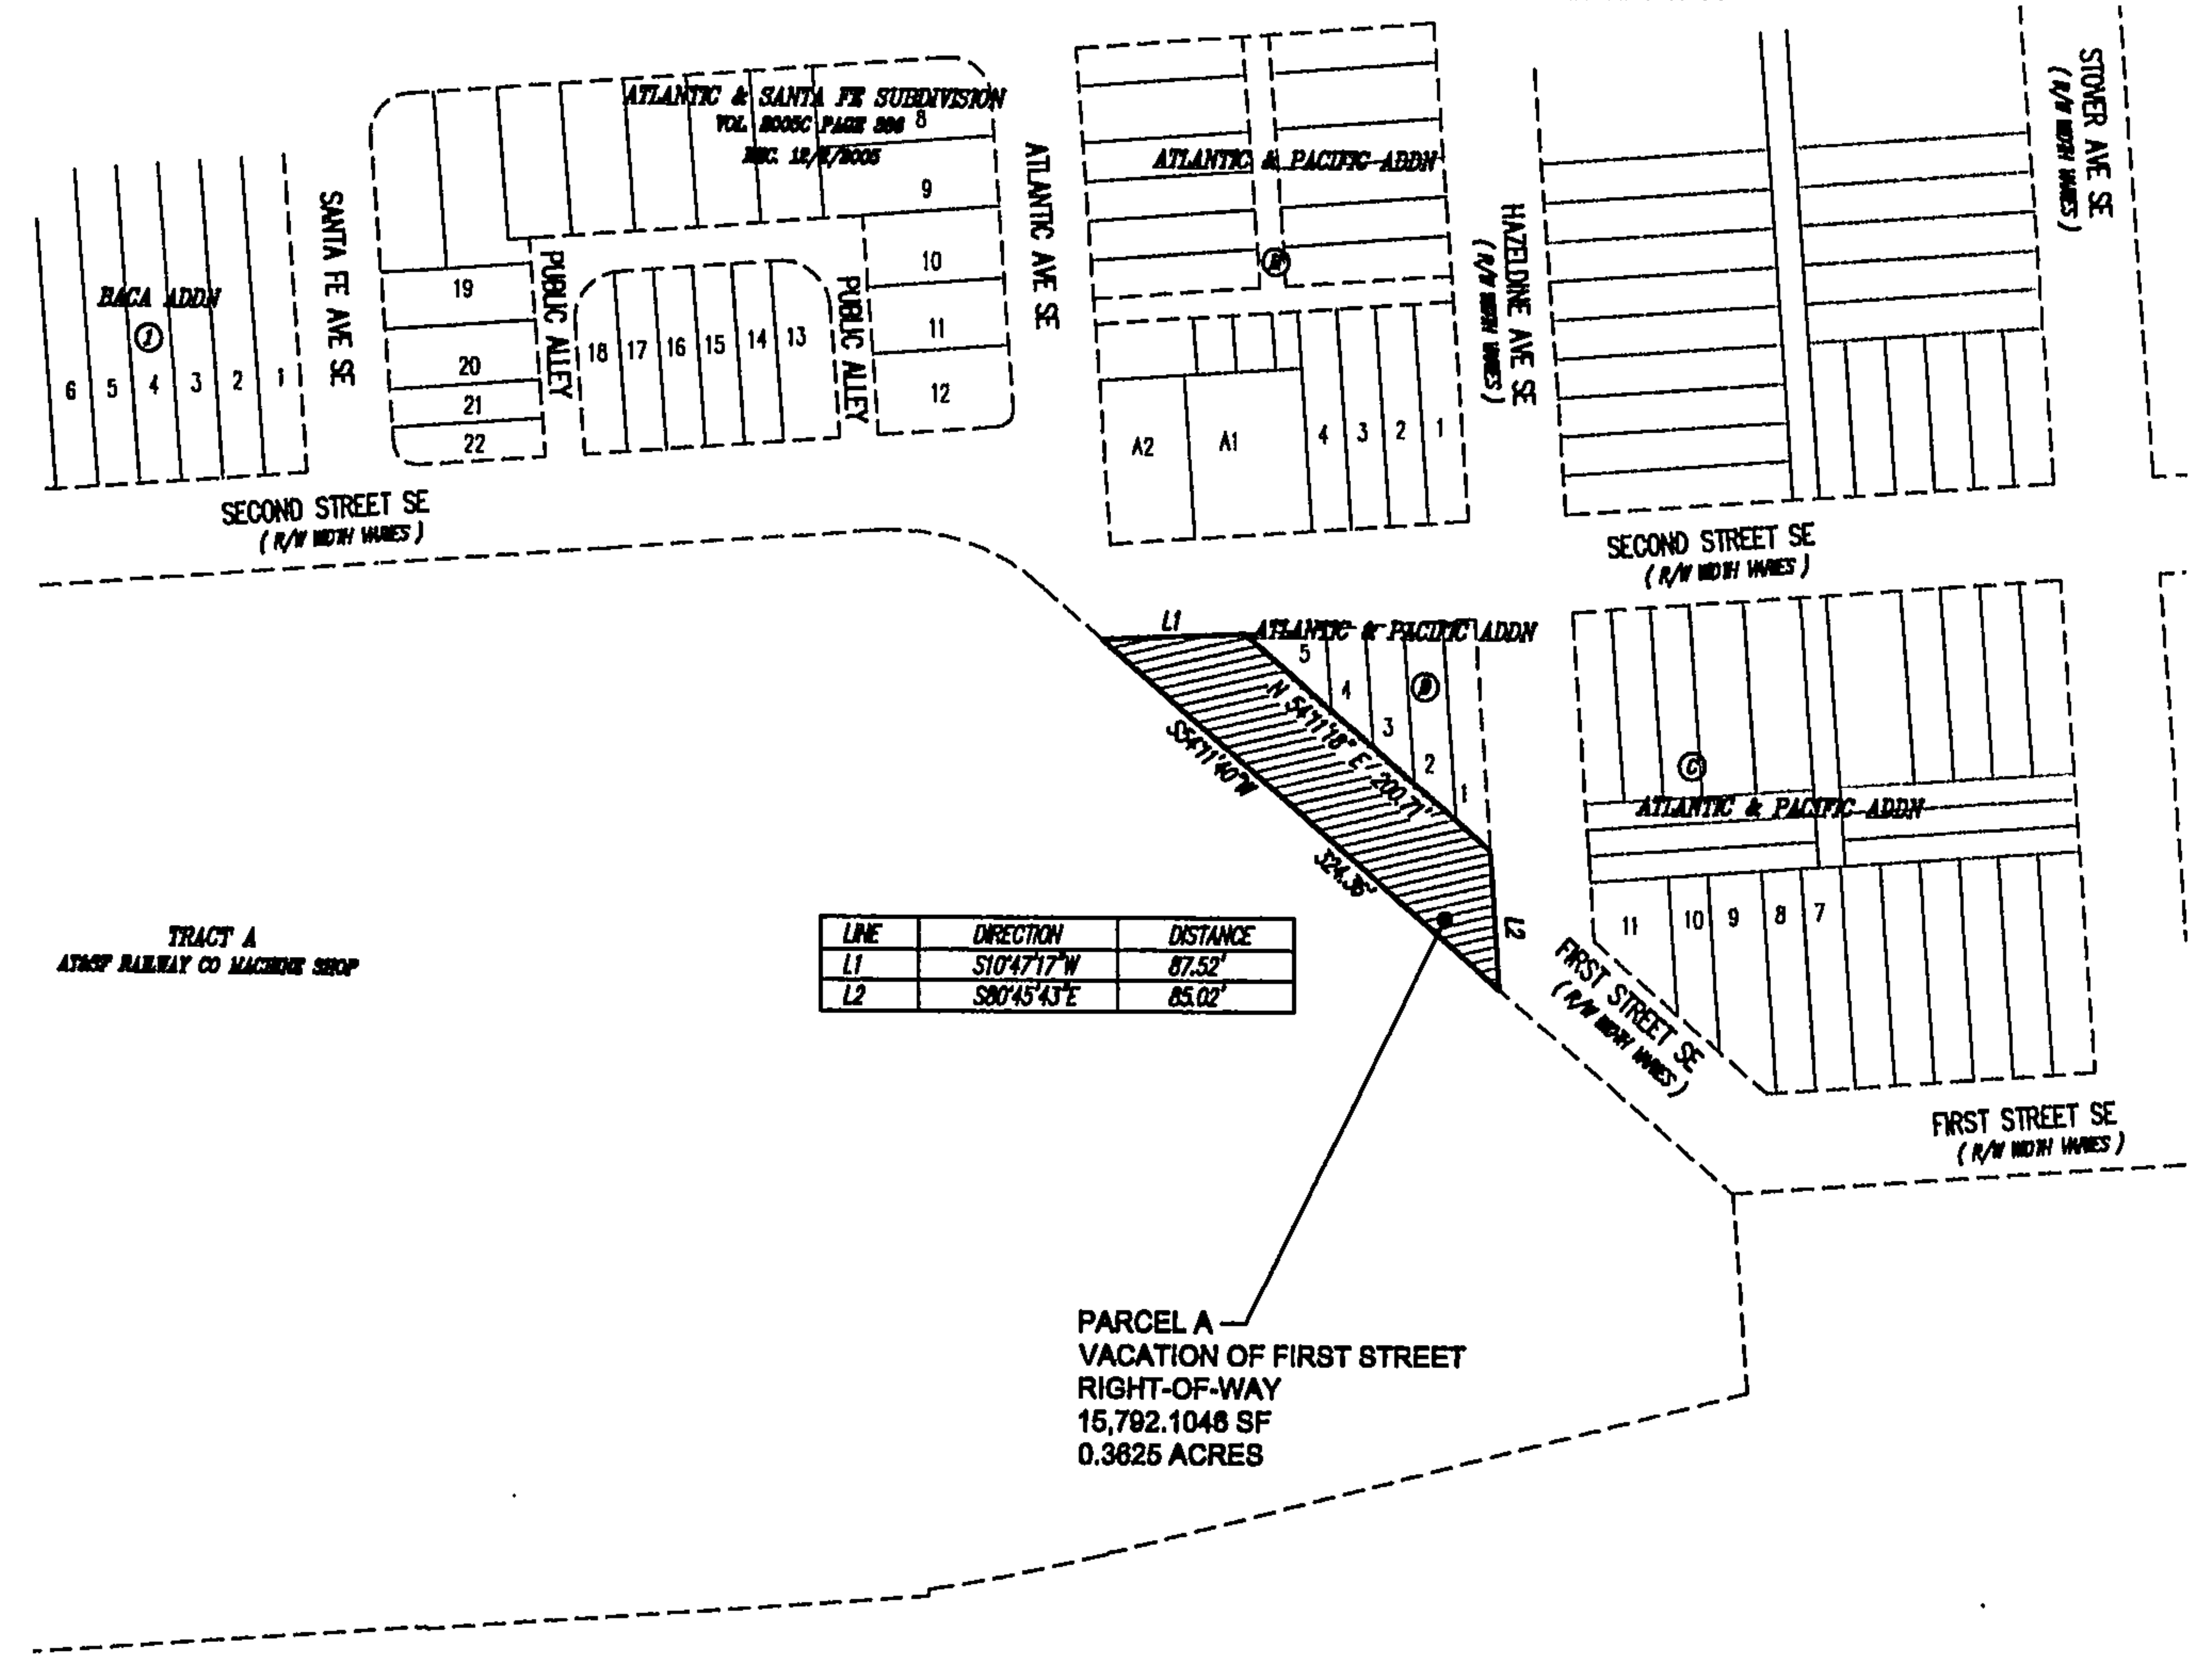 ATLANTIC & SANTA FE SUBDIVISION
VOL. 2005C PAGE 386
REC. 12/2/2005
8
9
10
11
12
13
14
15
16
17
18
19
20
21
22
PUBLIC ALLEY
PUBLIC ALLEY
BACA ADDN
1
6
5
4
3
2
1
SANTA FE AVE SE
ATLANTIC AVE SE
ATLANTIC & PACIFIC ADDN
A2
A1
4
3
2
1
HAZELDINE AVE SE
( R/W WIDTH VARIES )
STOVER AVE SE
( R/W WIDTH VARIES )
SECOND STREET SE
( R/W WIDTH VARIES )
SECOND STREET SE
( R/W WIDTH VARIES )
L1
ATLANTIC & PACIFIC ADDN
5
4
3
2
1
N 54°11'18" E 200.71'
S54°11'40"W
324.36'
L2
C
ATLANTIC & PACIFIC ADDN
11
10
9
8
7
FIRST STREET SE
( R/W WIDTH VARIES )
FIRST STREET SE
( R/W WIDTH VARIES )
TRACT A
AT&SF RAILWAY CO MACHINE SHOP
LINE DIRECTION DISTANCE
L1 S10°47'17"W 87.52'
L2 S80°45'43"E 85.02'
PARCEL A
VACATION OF FIRST STREET
RIGHT-OF-WAY
15,792.1046 SF
0.3625 ACRES